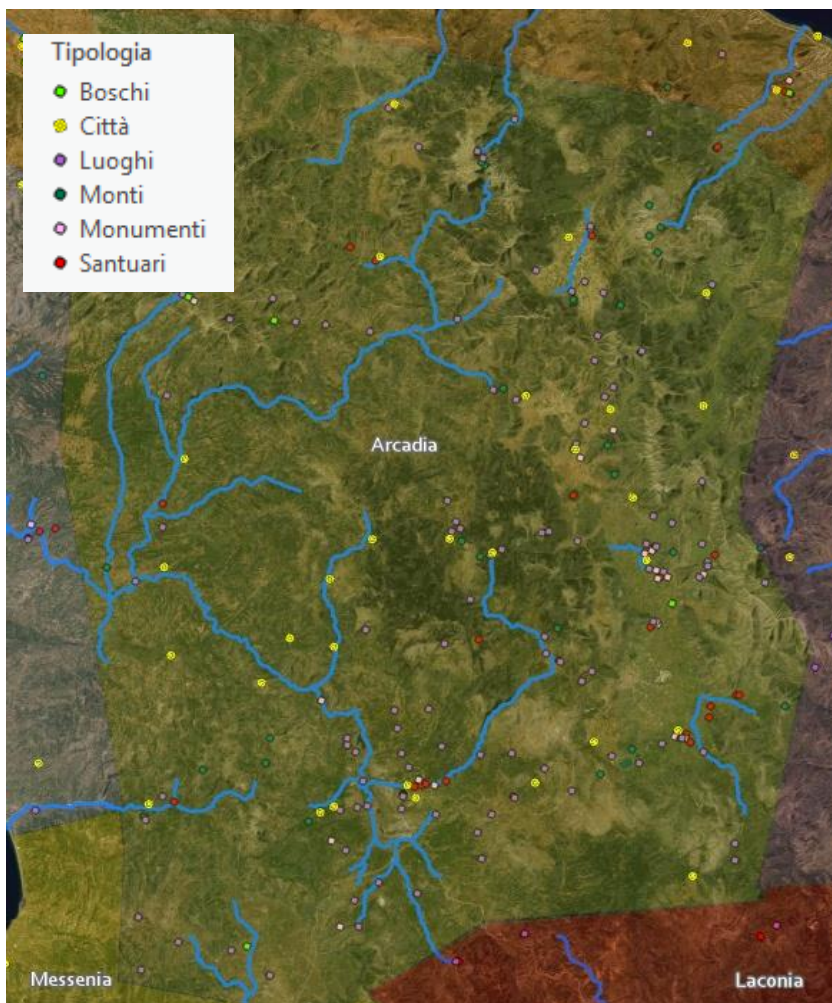 Tipologia
Boschi
Città
Luoghi
Monti
Monumenti
Santuari
Arcadia
Messenia
Laconia